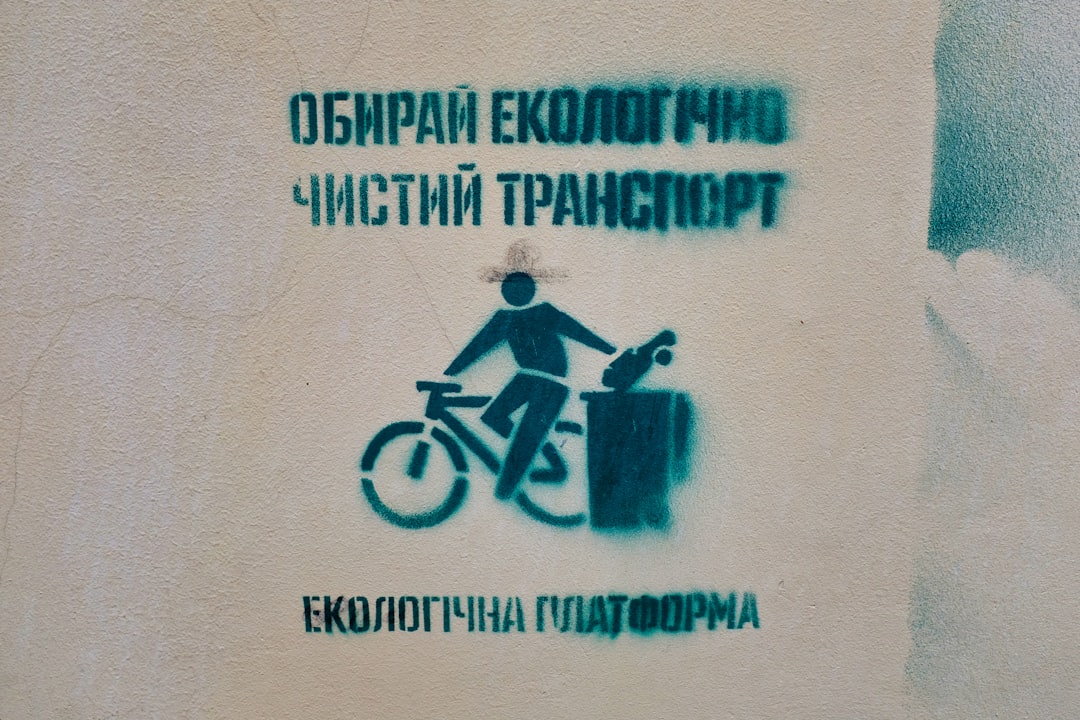 ОБИРАЙ ЕКОЛОГІЧНО
ЧИСТИЙ ТРАНСПОРТ
ЕКОЛОГІЧНА ПЛАТФОРМА